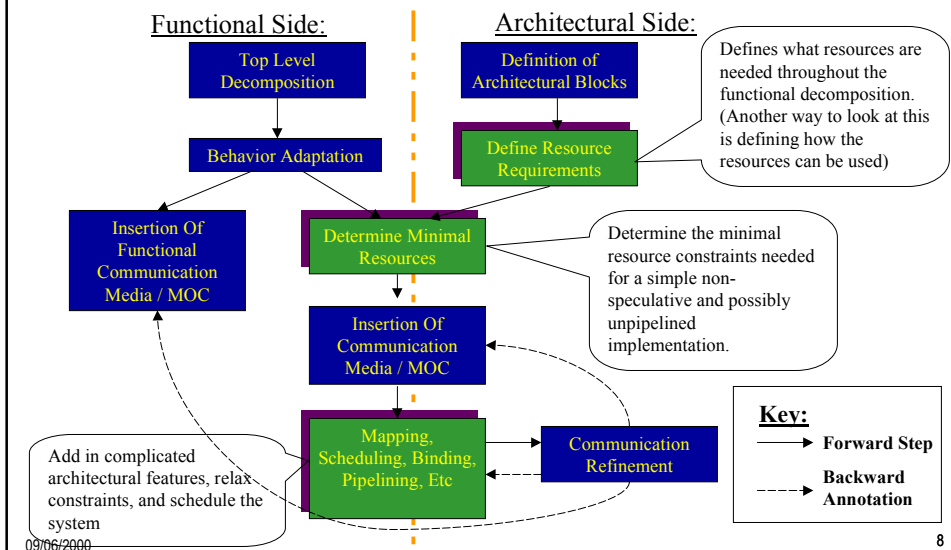 Functional Side:
Architectural Side:
Top Level
Decomposition
Definition of
Architectural Blocks
Defines what resources are
needed throughout the
functional decomposition.
(Another way to look at this
is defining how the
resources can be used)
Behavior Adaptation
Define Resource
Requirements
Insertion Of
Functional
Communication
Media / MOC
Determine Minimal
Resources
Determine the minimal
resource constraints needed
for a simple non-
speculative and possibly
unpipelined
implementation.
Insertion Of
Communication
Media / MOC
Mapping,
Scheduling, Binding,
Pipelining, Etc
Communication
Refinement
Add in complicated
architectural features, relax
constraints, and schedule the
system
Key:
Forward Step
Backward
Annotation
09/06/2000
8